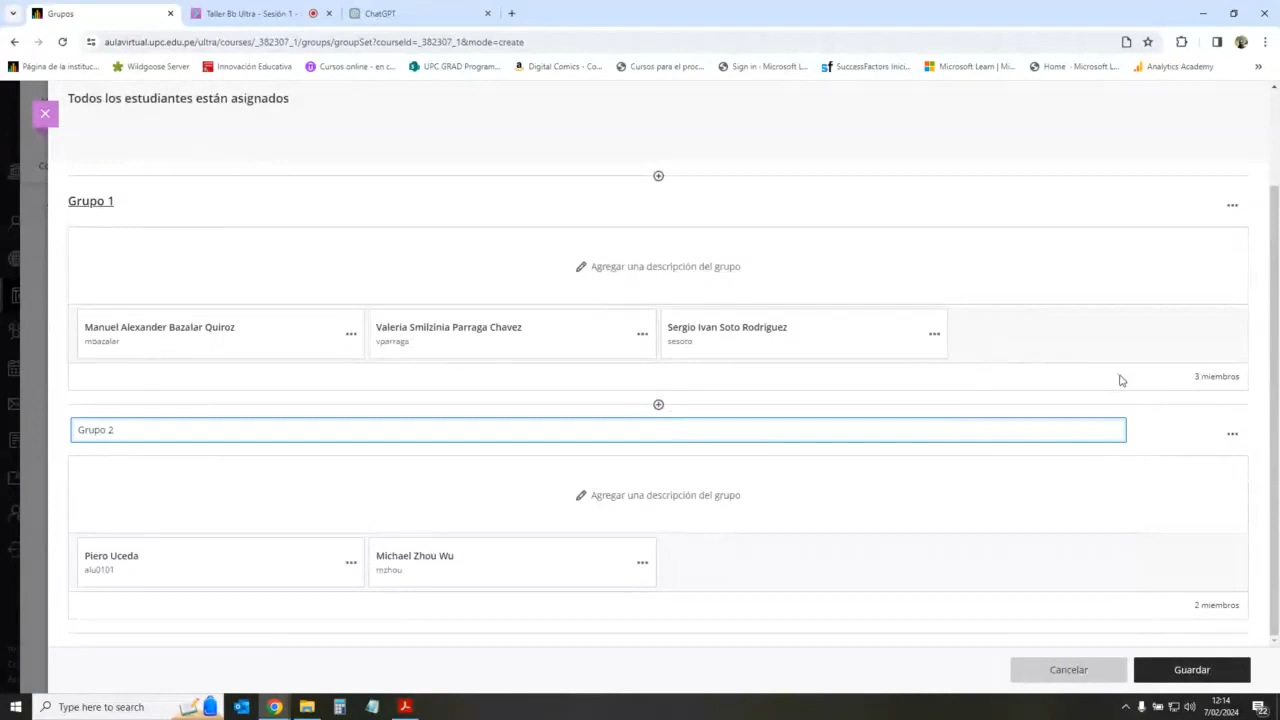 Grupos
Taller Bb Ultra - Sesión 1 -
ChatGPT
aulavirtual.upc.edu.pe/ultra/courses/_382307_1/groups/groupSet?courseId=_382307_1&mode=create
Página de la instituc...
Wildgoose Server
Innovación Educativa
Cursos online - en c...
UPC GRAD Program...
Digital Comics - Co...
Cursos para el proc...
Sign in - Microsoft L...
SuccessFactors Inici...
Microsoft Learn | Mi...
Home - Microsoft L...
Analytics Academy
Todos los estudiantes están asignados
Grupo 1
Agregar una descripción del grupo
Manuel Alexander Bazalar Quiroz
mbazalar
Valeria Smilzinia Parraga Chavez
vparraga
Sergio Ivan Soto Rodriguez
sesoto
3 miembros
Grupo 2
Agregar una descripción del grupo
Piero Uceda
alu0101
Michael Zhou Wu
mzhou
2 miembros
Cancelar
Guardar
Type here to search
12:14
7/02/2024
22